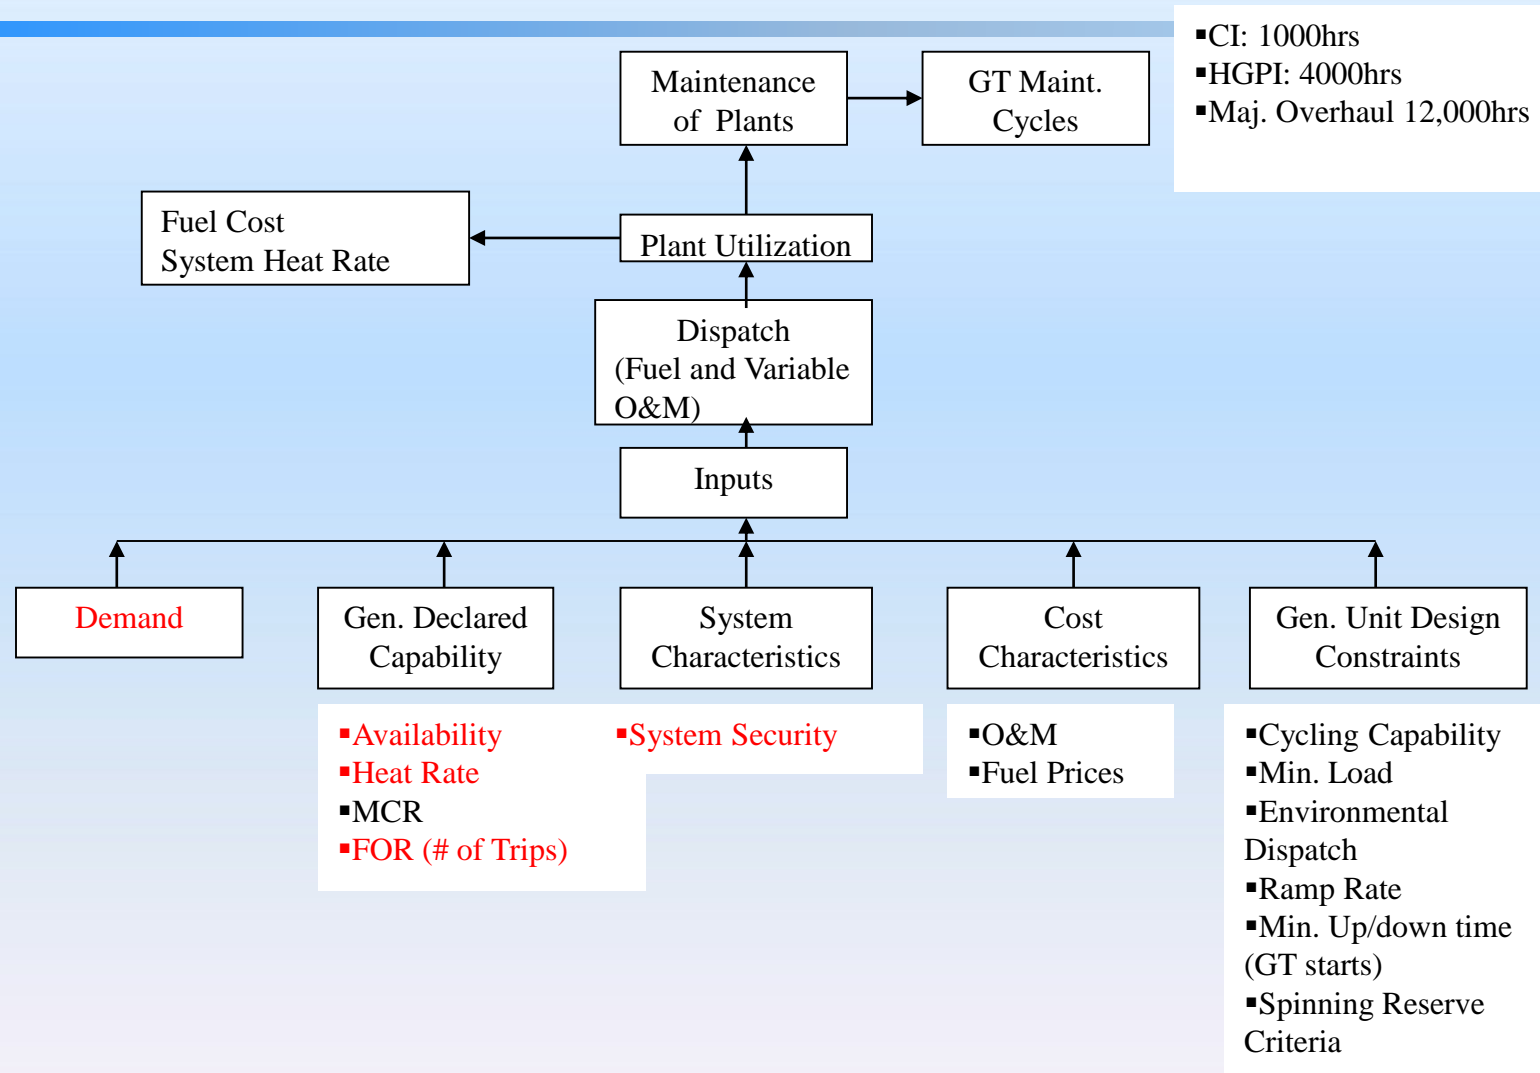 ▪CI: 1000hrs
▪HGPI: 4000hrs
▪Maj. Overhaul 12,000hrs
Maintenance
of Plants
GT Maint.
Cycles
Fuel Cost
System Heat Rate
Plant Utilization
Dispatch
(Fuel and Variable
O&M)
Inputs
Demand
Gen. Declared
Capability
System
Characteristics
Cost
Characteristics
Gen. Unit Design
Constraints
▪Availability
▪Heat Rate
▪MCR
▪FOR (# of Trips)
▪System Security
▪O&M
▪Fuel Prices
▪Cycling Capability
▪Min. Load
▪Environmental
Dispatch
▪Ramp Rate
▪Min. Up/down time
(GT starts)
▪Spinning Reserve
Criteria